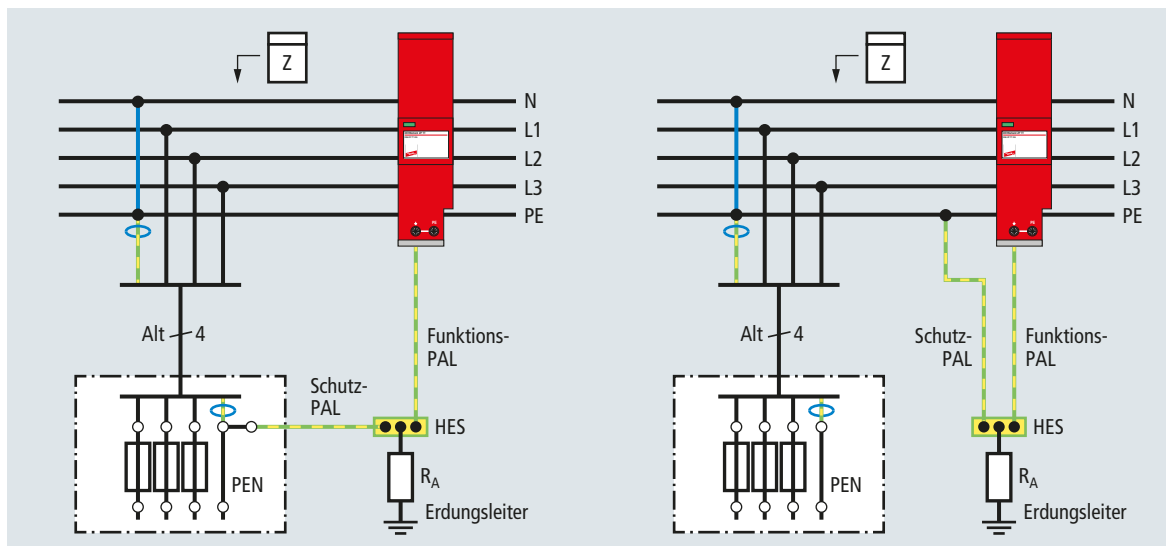 Z
N
L1
L2
L3
PE
Alt
4
Funktions-
PAL
Schutz-
PAL
HES
PEN
RA
Erdungsleiter
Z
N
L1
L2
L3
PE
Alt
4
Schutz-
PAL
Funktions-
PAL
HES
PEN
RA
Erdungsleiter